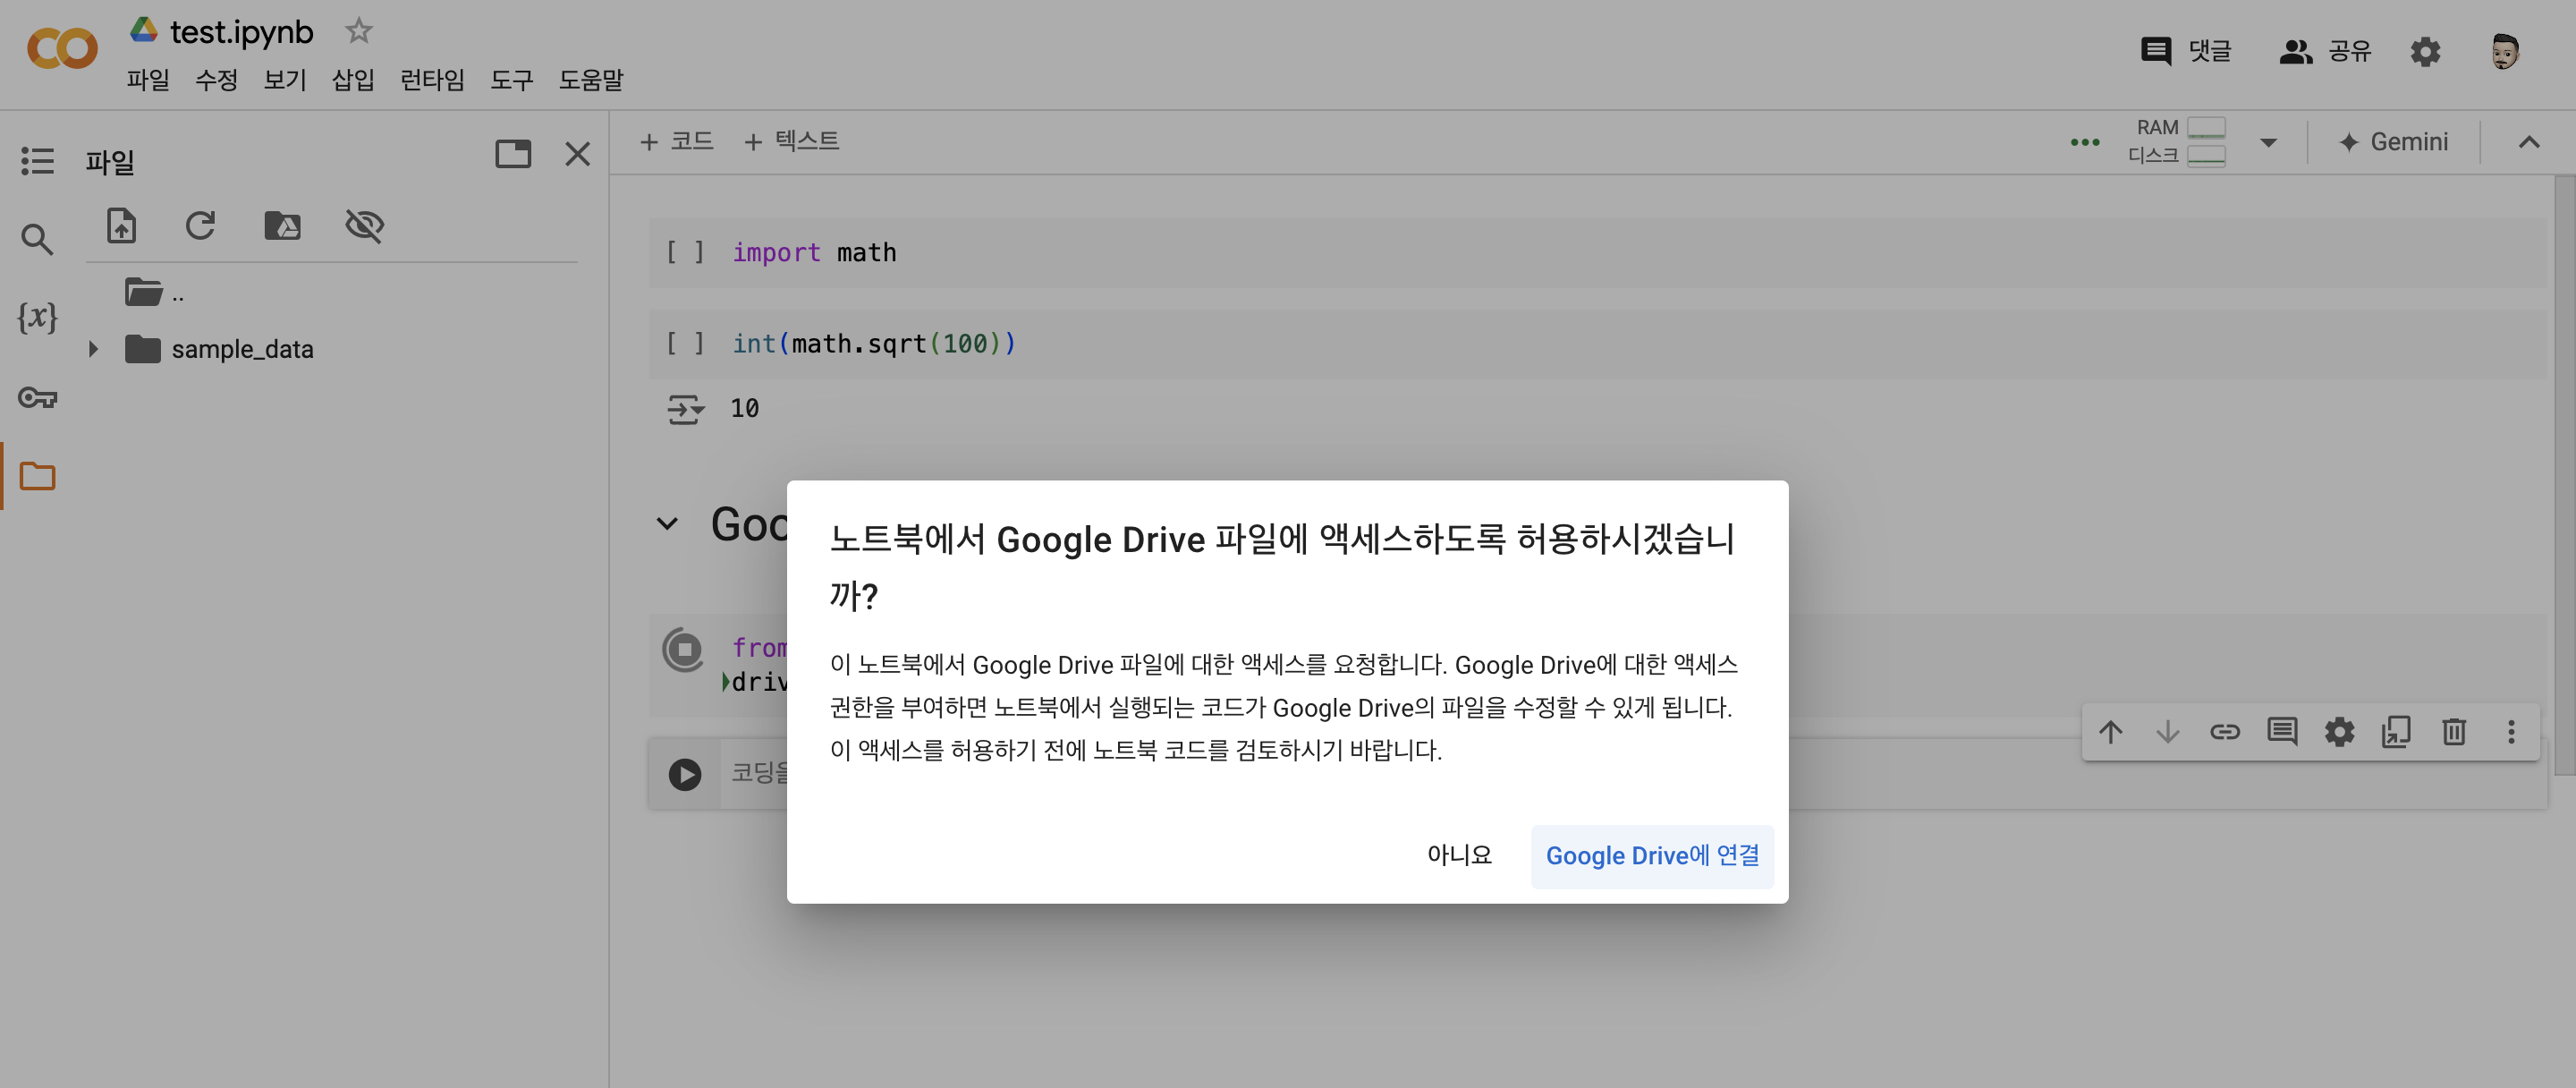 test.ipynb
파일 수정 보기 삽입 런타임 도구 도움말
댓글 공유
파일
..
sample_data
+ 코드 + 텍스트
RAM
디스크
Gemini
[ ] import math
[ ] int(math.sqrt(100))
10
Goo
from
driv
코딩을
노트북에서 Google Drive 파일에 액세스하도록 허용하시겠습니
까?
이 노트북에서 Google Drive 파일에 대한 액세스를 요청합니다. Google Drive에 대한 액세스
권한을 부여하면 노트북에서 실행되는 코드가 Google Drive의 파일을 수정할 수 있게 됩니다.
이 액세스를 허용하기 전에 노트북 코드를 검토하시기 바랍니다.
아니요 Google Drive에 연결